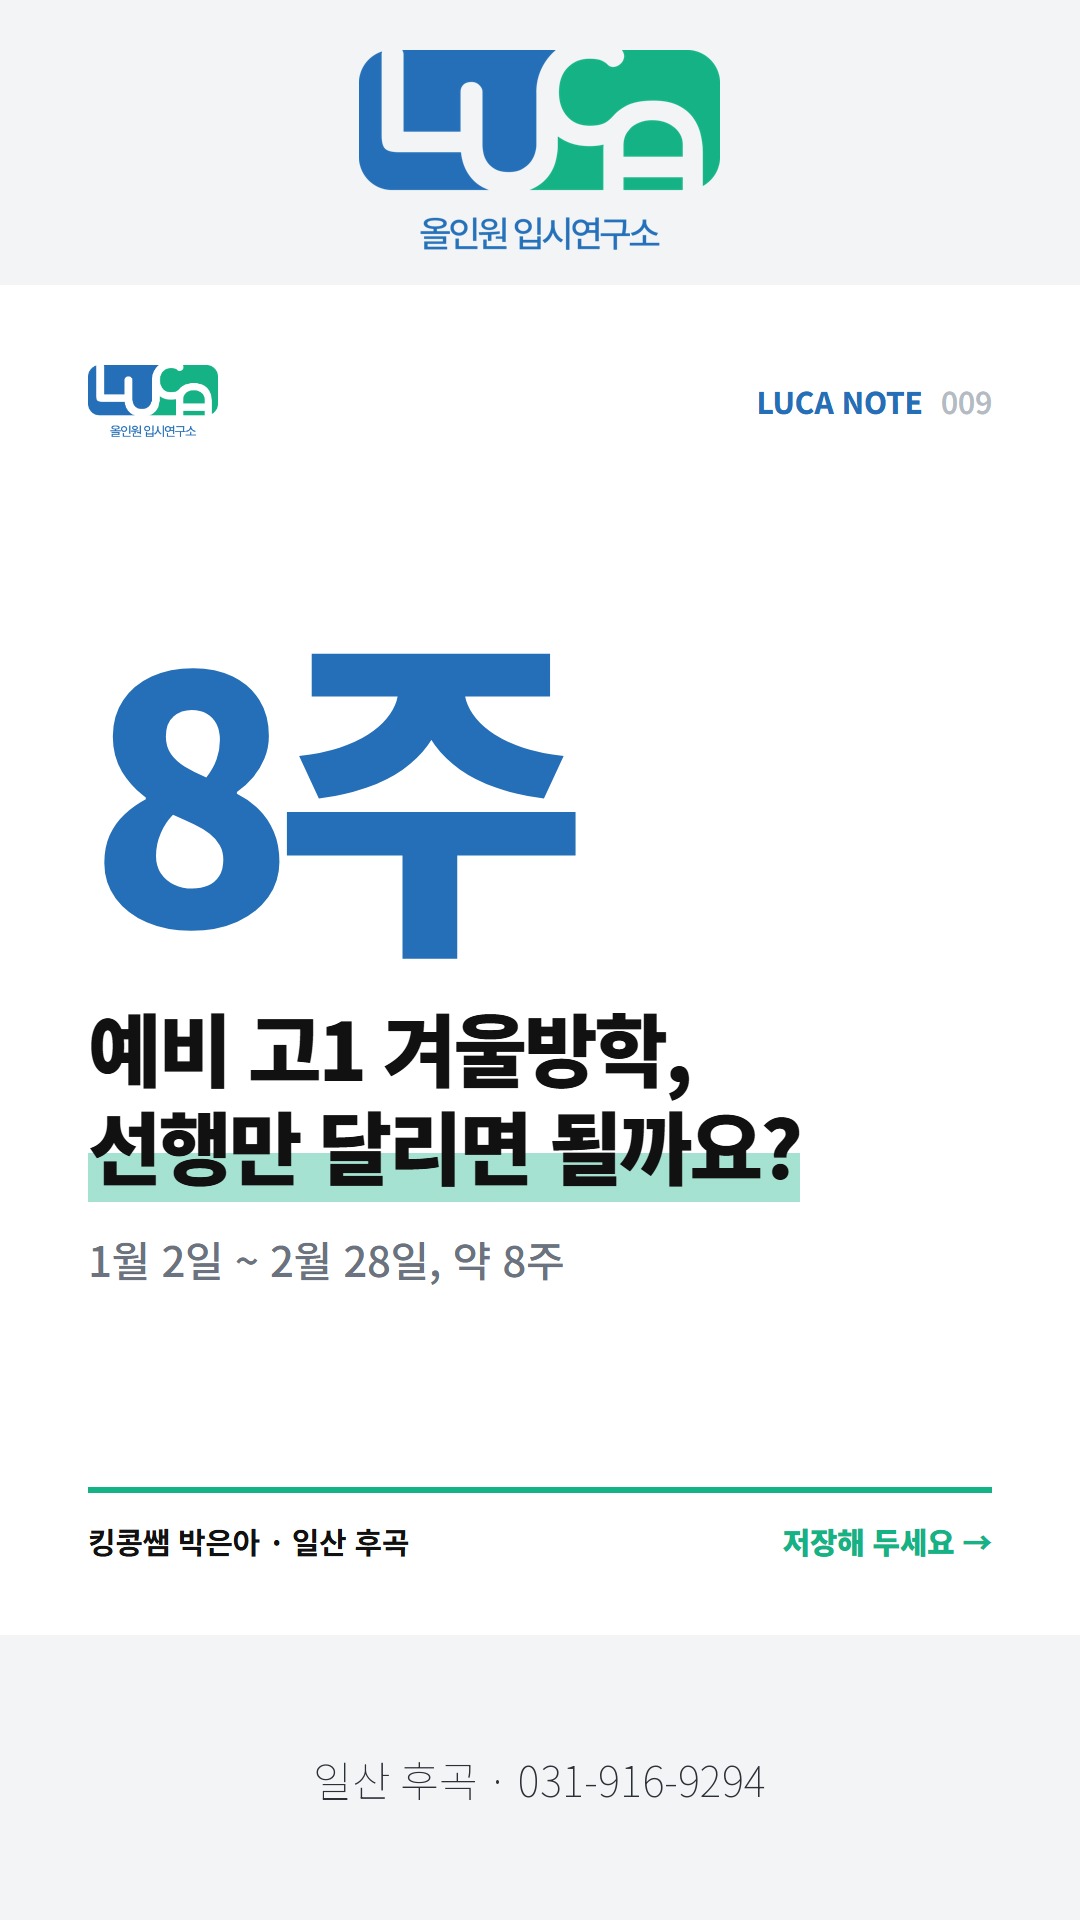 LUCA
올인원 입시연구소
LUCA
올인원 입시연구소
LUCA NOTE 009
8주
예비 고1 겨울방학,
선행만 달리면 될까요?
1월 2일 ~ 2월 28일, 약 8주
킹콩쌤 박은아 · 일산 후곡
저장해 두세요 →
일산 후곡 · 031-916-9294